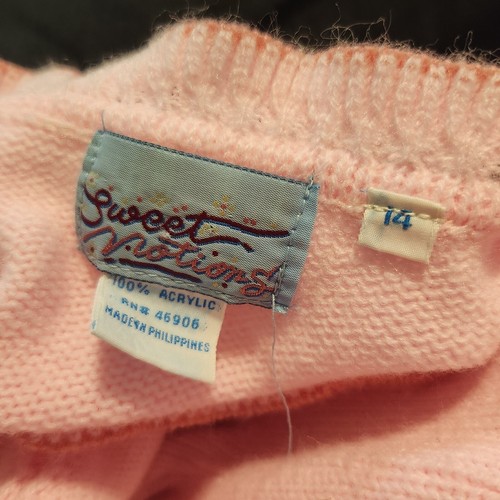 Sweet
Notions
14
100% ACRYLIC
RN# 46906
MADE IN PHILIPPINES